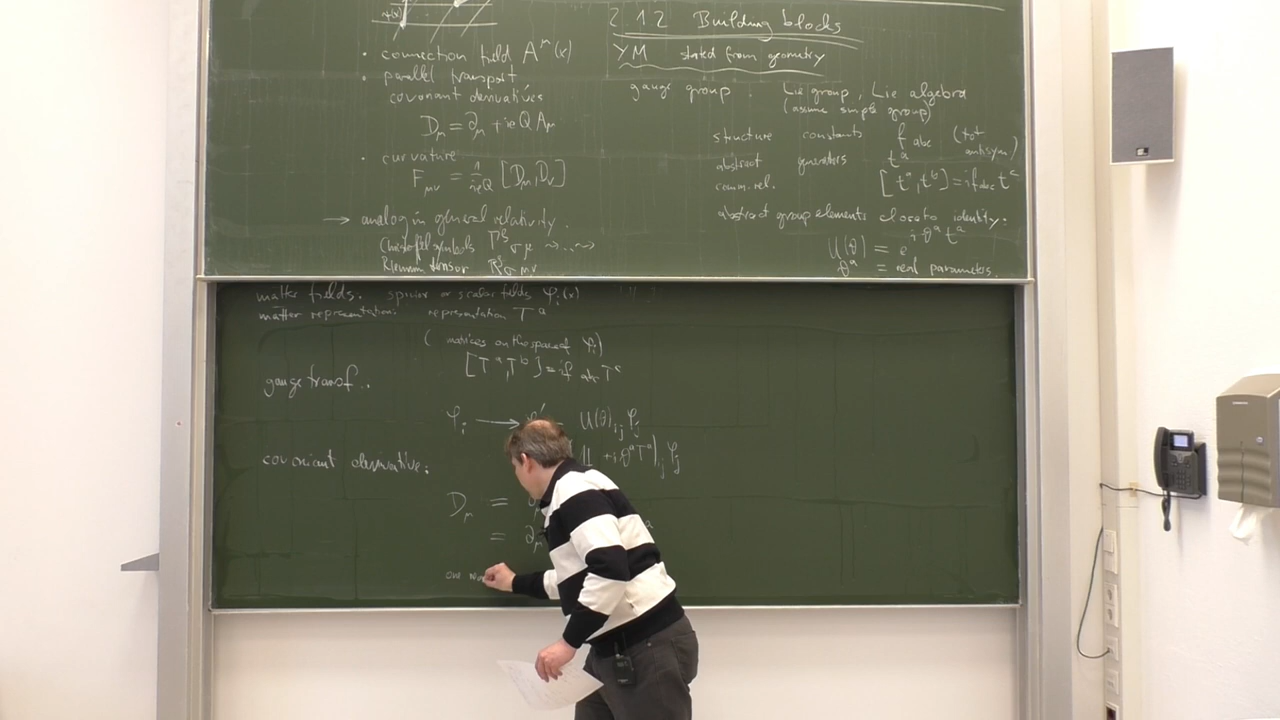 • connection field A^μ(x)
• parallel transport
covariant derivatives
D_μ = ∂_μ + ieQ A_μ
• curvature
F_μν = 1/ieQ [D_μ, D_ν]
→ analog in general relativity.
Christoffel symbols Γ^ρ_σμ
Riemann tensor R^ρ_σμν
2.1.2 Building blocks
YM started from geometry
gauge group : Lie group, Lie algebra
(assume simple group)
structure constants f_abc (tot antisym)
abstract generators t^a
comm. rel. [t^a, t^b] = i f_abc t^c
abstract group elements close to identity:
U(θ) = e^{iθ^a t^a}
θ^a = real parameters.
matter fields: spinor or scalar fields φ_i(x)
matter representation: representation T^a
(matrices on the space of φ_i)
[T^a, T^b] = i f_abc T^c
gauge transf.:
φ_i → φ' U(θ)_ij φ_j
+ iθ^a T^a)_ij φ_j
covariant derivative:
D_μ =
= ∂_μ